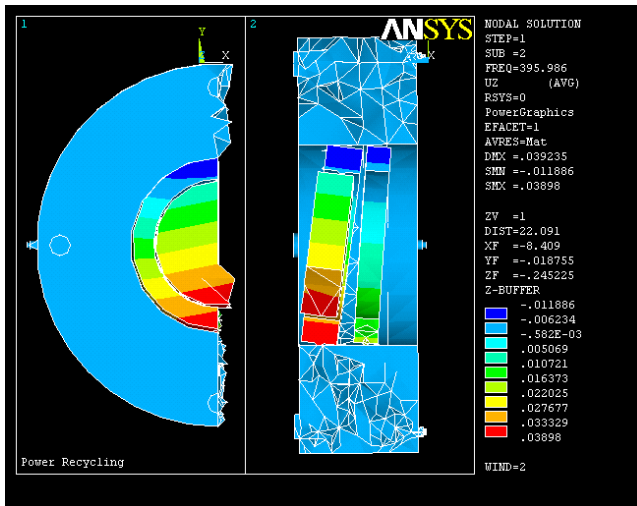 1
2
ANSYS
Y
X
X
NODAL SOLUTION
STEP=1
SUB =2
FREQ=395.986
UZ (AVG)
RSYS=0
PowerGraphics
EFACET=1
AVRES=Mat
DMX =.039235
SMN =-.011886
SMX =.03898
ZV =1
DIST=22.091
XF =-8.409
YF =-.018755
ZF =-.245225
Z-BUFFER
-.011886
-.006234
-.582E-03
.005069
.010721
.016373
.022025
.027677
.033329
.03898
WIND=2
Power Recycling